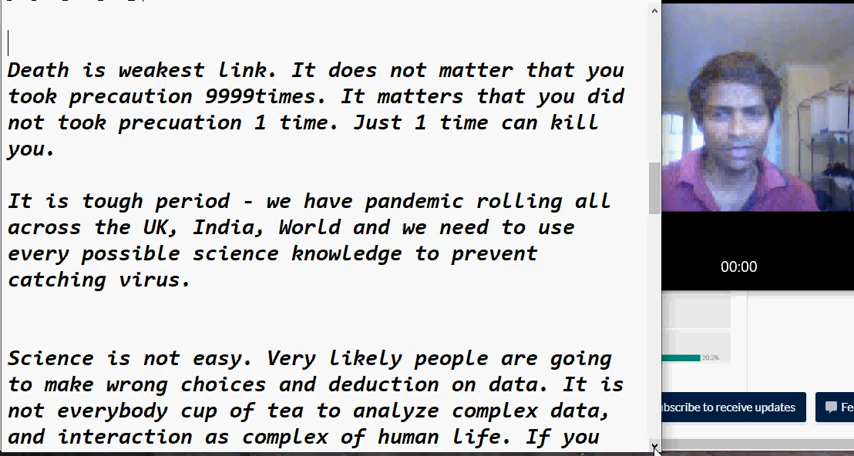 Death is weakest link. It does not matter that you
took precaution 9999times. It matters that you did
not took precuation 1 time. Just 1 time can kill
you.
It is tough period - we have pandemic rolling all
across the UK, India, World and we need to use
every possible science knowledge to prevent
catching virus.
Science is not easy. Very likely people are going
to make wrong choices and deduction on data. It is
not everybody cup of tea to analyze complex data,
and interaction as complex of human life. If you
00:00
20.2%
bscribe to receive updates
Fe